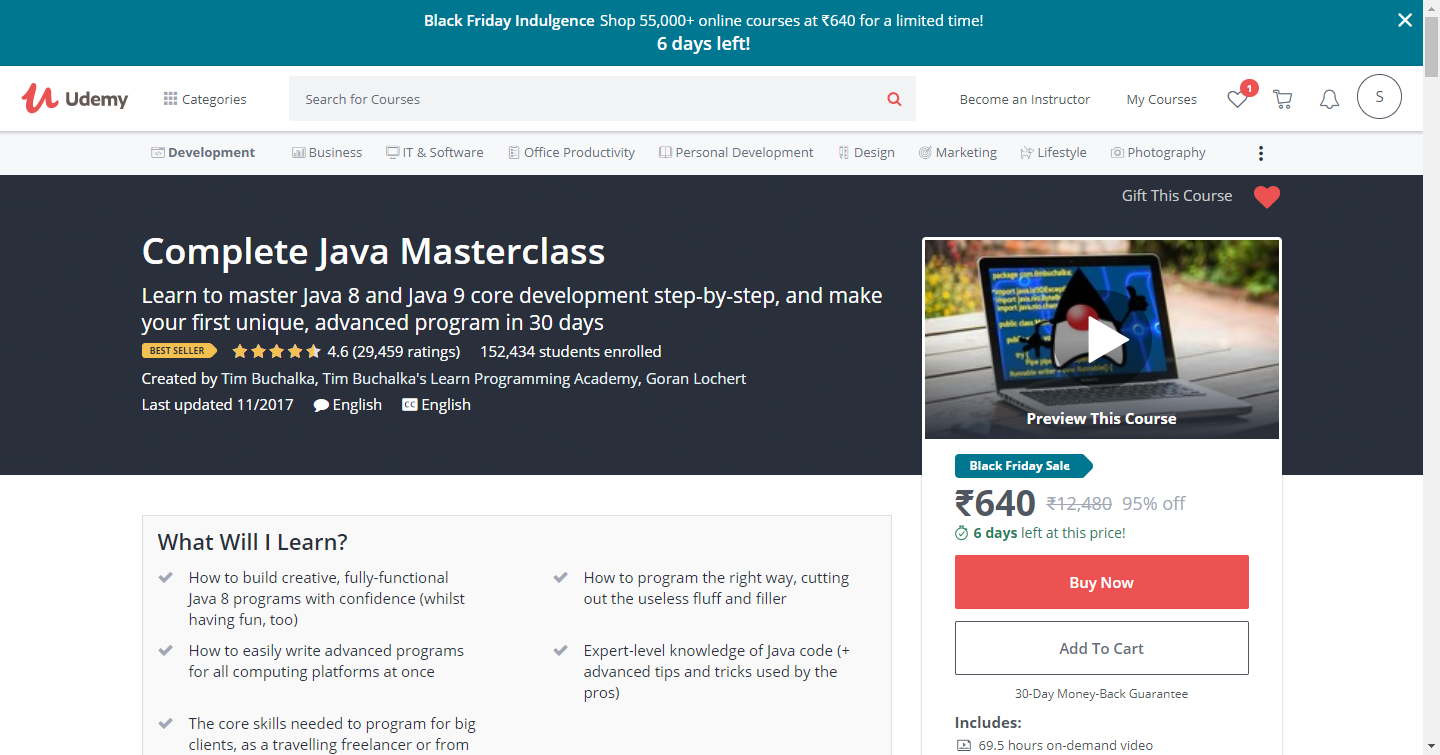 Black Friday Indulgence Shop 55,000+ online courses at ₹640 for a limited time!
6 days left!
Udemy
Categories
Search for Courses
Become an Instructor
My Courses
1
S
Development
Business
IT & Software
Office Productivity
Personal Development
Design
Marketing
Lifestyle
Photography
Gift This Course
Complete Java Masterclass
Learn to master Java 8 and Java 9 core development step-by-step, and make
your first unique, advanced program in 30 days
BEST SELLER
4.6 (29,459 ratings)
152,434 students enrolled
Created by Tim Buchalka, Tim Buchalka's Learn Programming Academy, Goran Lochert
Last updated 11/2017
English
CC English
package com.timbuchalka;
public class
try {
Preview This Course
Black Friday Sale
₹640 ₹12,480 95% off
6 days left at this price!
Buy Now
Add To Cart
30-Day Money-Back Guarantee
Includes:
69.5 hours on-demand video
What Will I Learn?
How to build creative, fully-functional
Java 8 programs with confidence (whilst
having fun, too)
How to program the right way, cutting
out the useless fluff and filler
How to easily write advanced programs
for all computing platforms at once
Expert-level knowledge of Java code (+
advanced tips and tricks used by the
pros)
The core skills needed to program for big
clients, as a travelling freelancer or from